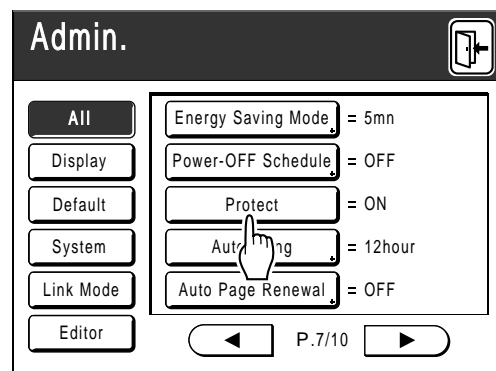 Admin.
All
Energy Saving Mode = 5mn
Display
Power-OFF Schedule = OFF
Default
Protect = ON
System
= 12hour
Link Mode
Auto Page Renewal = OFF
Editor
◄ P.7/10 ►